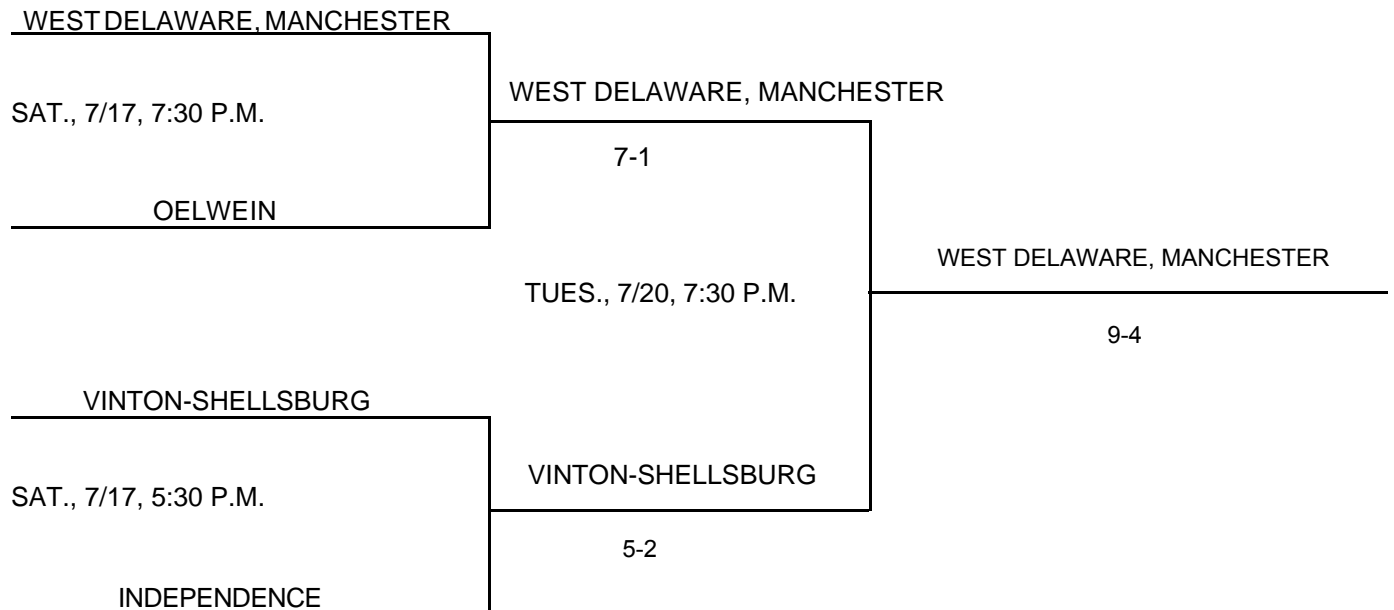 WEST DELAWARE, MANCHESTER
SAT., 7/17, 7:30 P.M.
OELWEIN
WEST DELAWARE, MANCHESTER
7-1
TUES., 7/20, 7:30 P.M.
WEST DELAWARE, MANCHESTER
9-4
VINTON-SHELLSBURG
SAT., 7/17, 5:30 P.M.
INDEPENDENCE
VINTON-SHELLSBURG
5-2